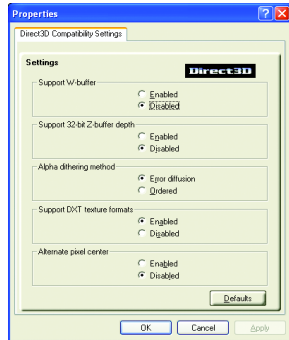 Properties
Direct3D Compatibility Settings
Settings
Direct3D
Support W-buffer
Enabled
Disabled
Support 32-bit Z-buffer depth
Enabled
Disabled
Alpha dithering method
Error diffusion
Ordered
Support DXT texture formats
Enabled
Disabled
Alternate pixel center
Enabled
Disabled
Defaults
OK
Cancel
Apply